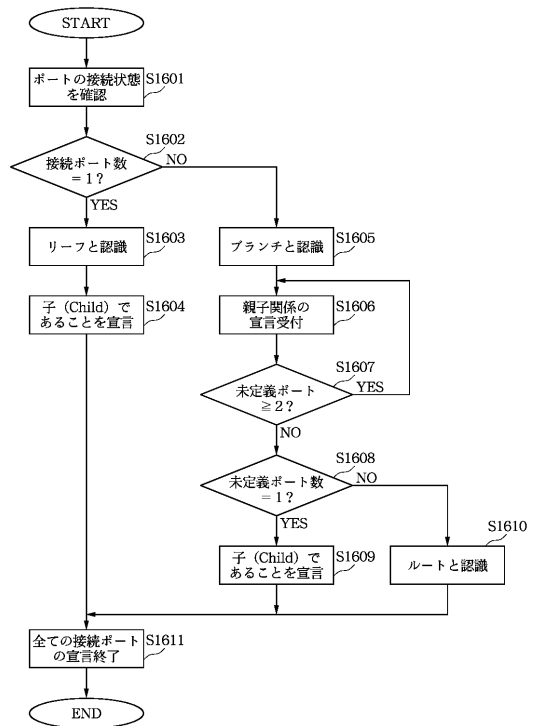 START
ポートの接続状態
を確認
S1601
接続ポート数
＝1？
S1602
NO
YES
リーフと認識
S1603
ブランチと認識
S1605
子（Child）で
あることを宣言
S1604
親子関係の
宣言受付
S1606
未定義ポート
≧2？
S1607
YES
NO
未定義ポート数
＝1？
S1608
NO
YES
子（Child）で
あることを宣言
S1609
ルートと認識
S1610
全ての接続ポート
の宣言終了
S1611
END